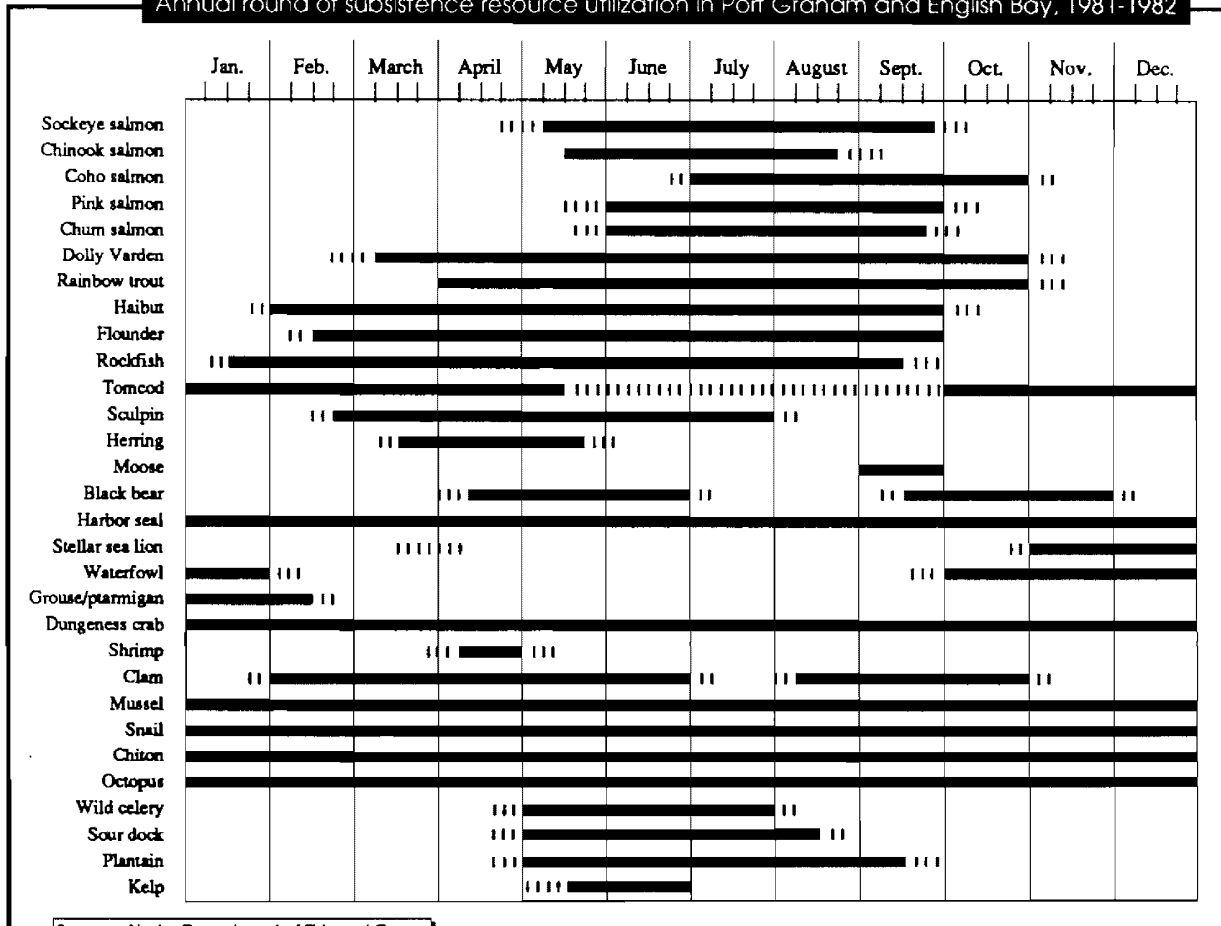 Annual round of subsistence resource utilization in Port Graham and English Bay, 1981-1982
Jan. Feb. March April May June July August Sept. Oct. Nov. Dec.
Sockeye salmon
Chinook salmon
Coho salmon
Pink salmon
Chum salmon
Dolly Varden
Rainbow trout
Haibut
Flounder
Rockfish
Tomcod
Sculpin
Herring
Moose
Black bear
Harbor seal
Stellar sea lion
Waterfowl
Grouse/ptarmigan
Dungeness crab
Shrimp
Clam
Mussel
Snail
Chiton
Octopus
Wild celery
Sour dock
Plantain
Kelp